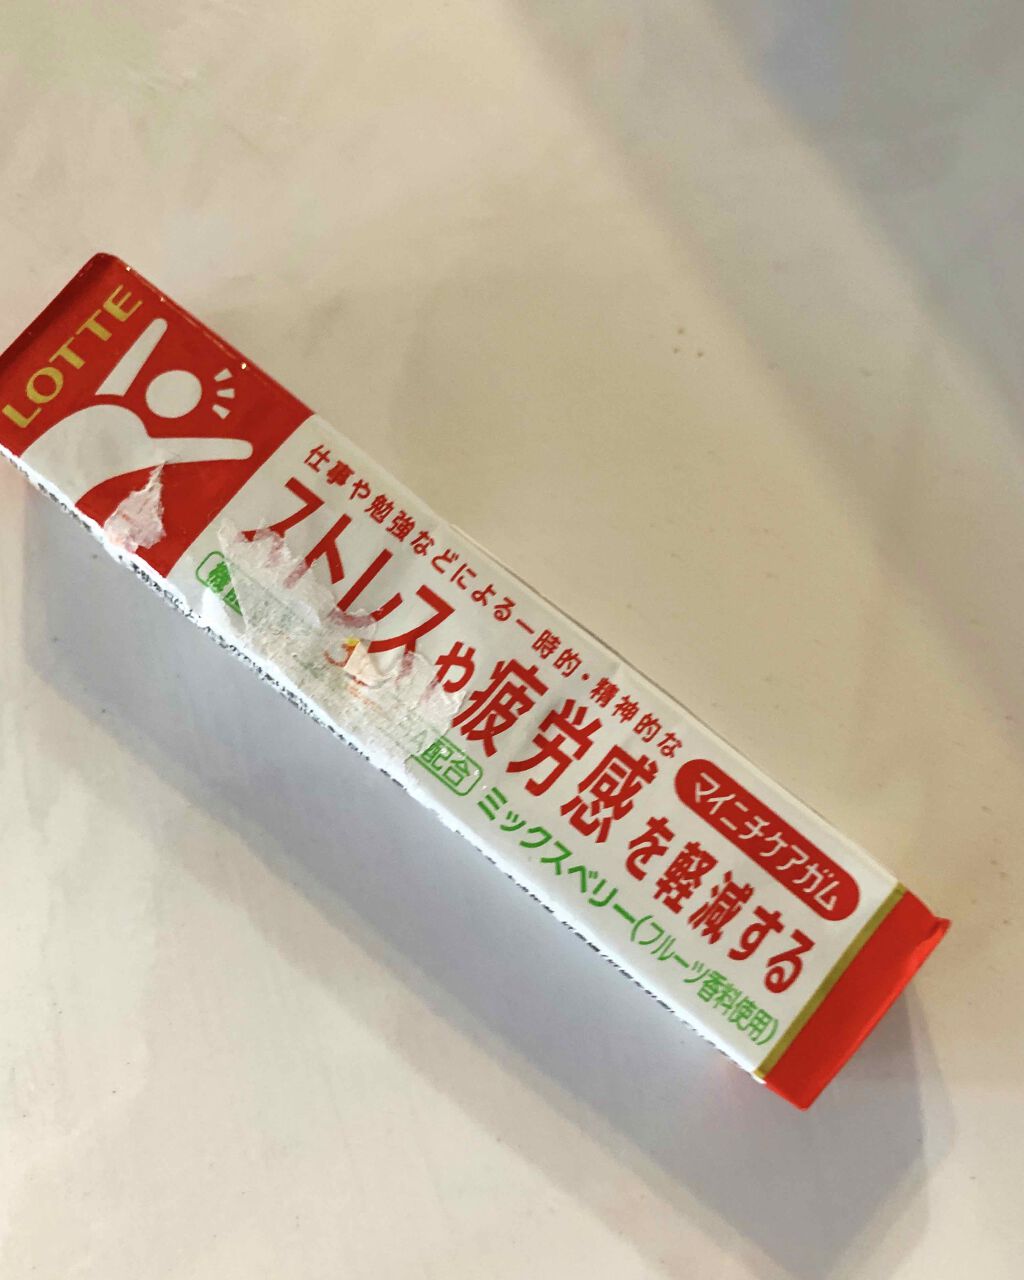 LOTTE
仕事や勉強などによる一時的・精神的な
ストレスや疲労感を軽減する
マイニチケアガム
配合
ミックスベリー(フルーツ香料使用)